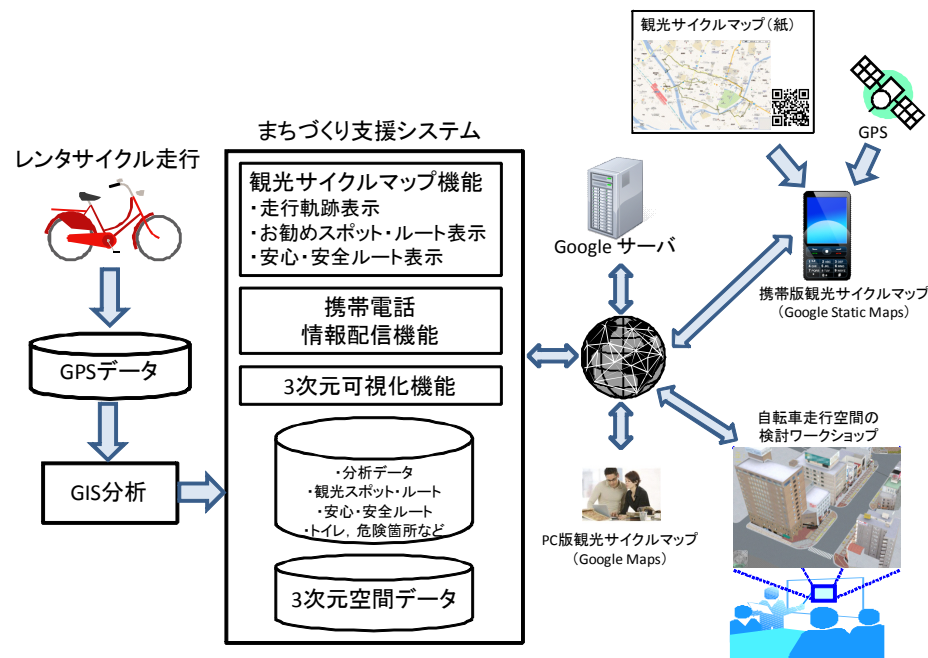 レンタサイクル走行
GPSデータ
GIS分析
まちづくり支援システム
観光サイクルマップ機能
・走行軌跡表示
・お勧めスポット・ルート表示
・安心・安全ルート表示
携帯電話
情報配信機能
3次元可視化機能
・分析データ
・観光スポット・ルート
・安心・安全ルート
・トイレ，危険箇所など
3次元空間データ
Google サーバ
観光サイクルマップ（紙）
GPS
携帯版観光サイクルマップ
（Google Static Maps）
PC版観光サイクルマップ
（Google Maps）
自転車走行空間の
検討ワークショップ